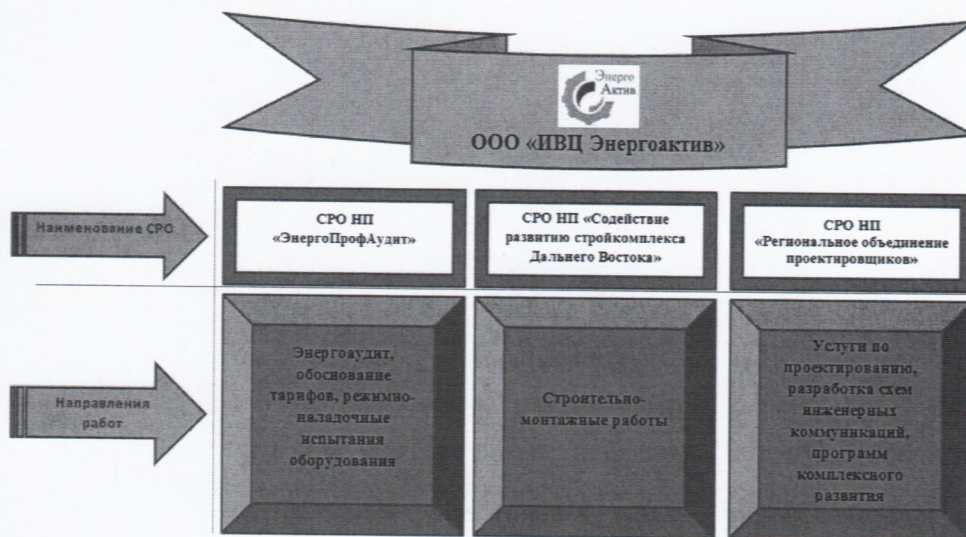 Энерго
Актив
ООО «ИВЦ Энергоактив»
Наименование СРО
СРО НП
«ЭнергоПрофАудит»
СРО НП «Содействие
развитию стройкомплекса
Дальнего Востока»
СРО НП
«Региональное объединение
проектировщиков»
Направления
работ
Энергоаудит,
обоснование
тарифов, режимно-
наладочные
испытания
оборудования
Строительно-
монтажные работы
Услуги по
проектированию,
разработка схем
инженерных
коммуникаций,
программ
комплексного
развития